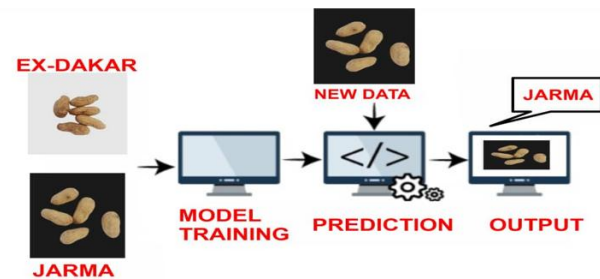 EX-DAKAR
JARMA
MODEL
TRAINING
NEW DATA
</>
PREDICTION
JARMA
OUTPUT